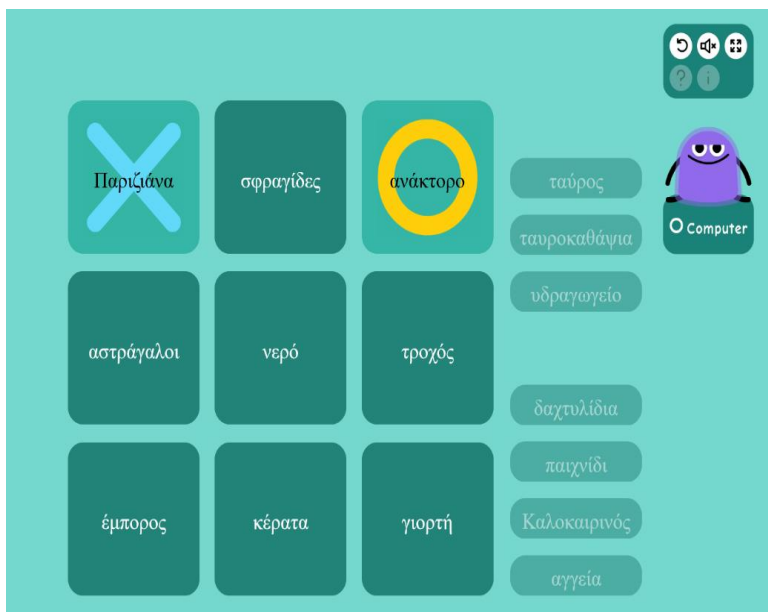 Παριζιάνα
σφραγίδες
ανάκτορο
αστράγαλοι
νερό
τροχός
έμπορος
κέρατα
γιορτή
ταύρος
ταυροκαθάψια
υδραγωγείο
δαχτυλίδια
παιχνίδι
Καλοκαιρινός
αγγεία
? i
O Computer